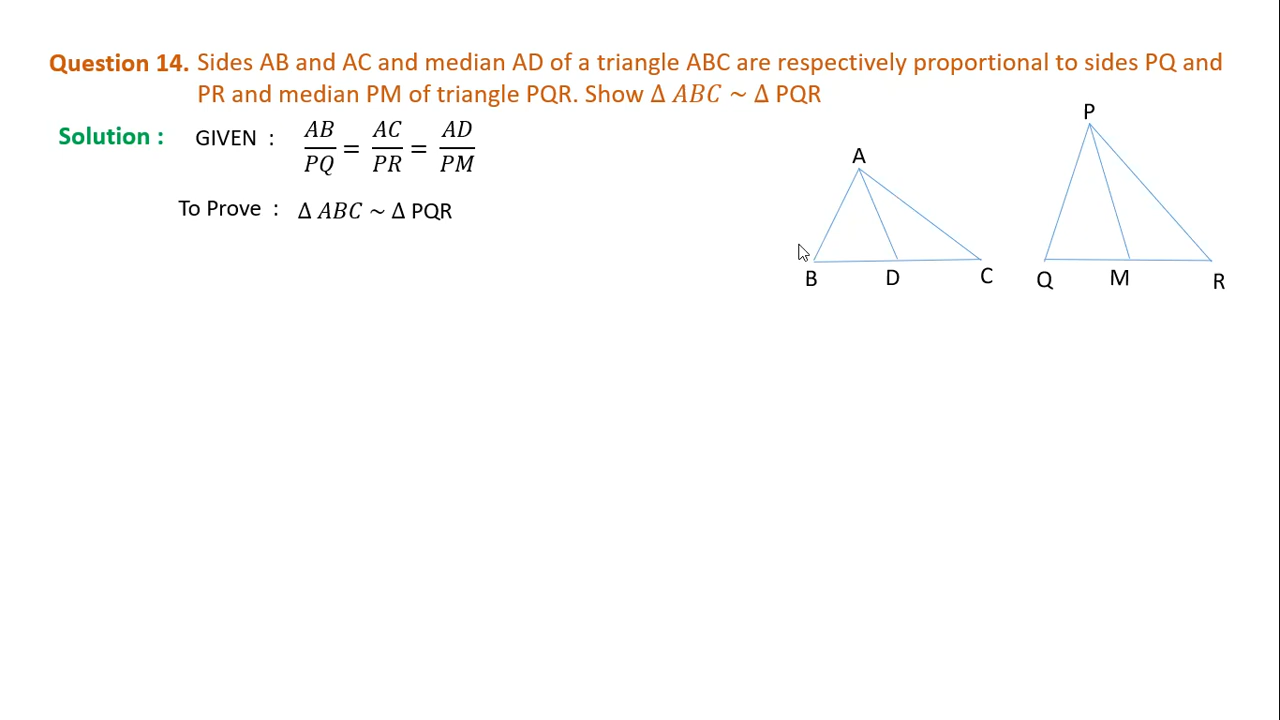 Question 14. Sides AB and AC and median AD of a triangle ABC are respectively proportional to sides PQ and
PR and median PM of triangle PQR. Show Δ ABC ~ Δ PQR
Solution : GIVEN : AB/PQ = AC/PR = AD/PM
To Prove : Δ ABC ~ Δ PQR
P
A
B D C Q M R